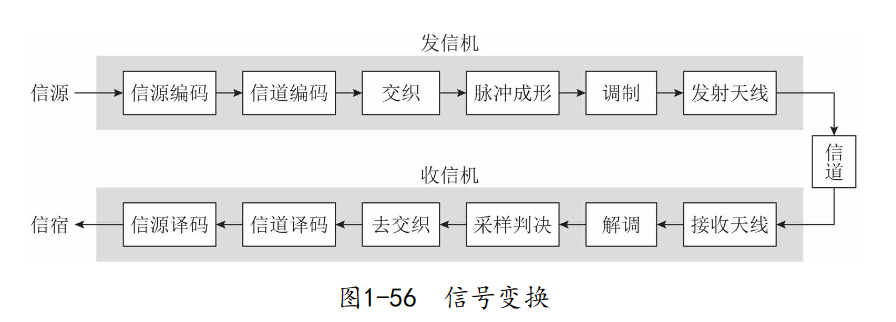 发信机
信源 信源编码 信道编码 交织 脉冲成形 调制 发射天线
信道
收信机
信宿 信源译码 信道译码 去交织 采样判决 解调 接收天线
图1-56 信号变换